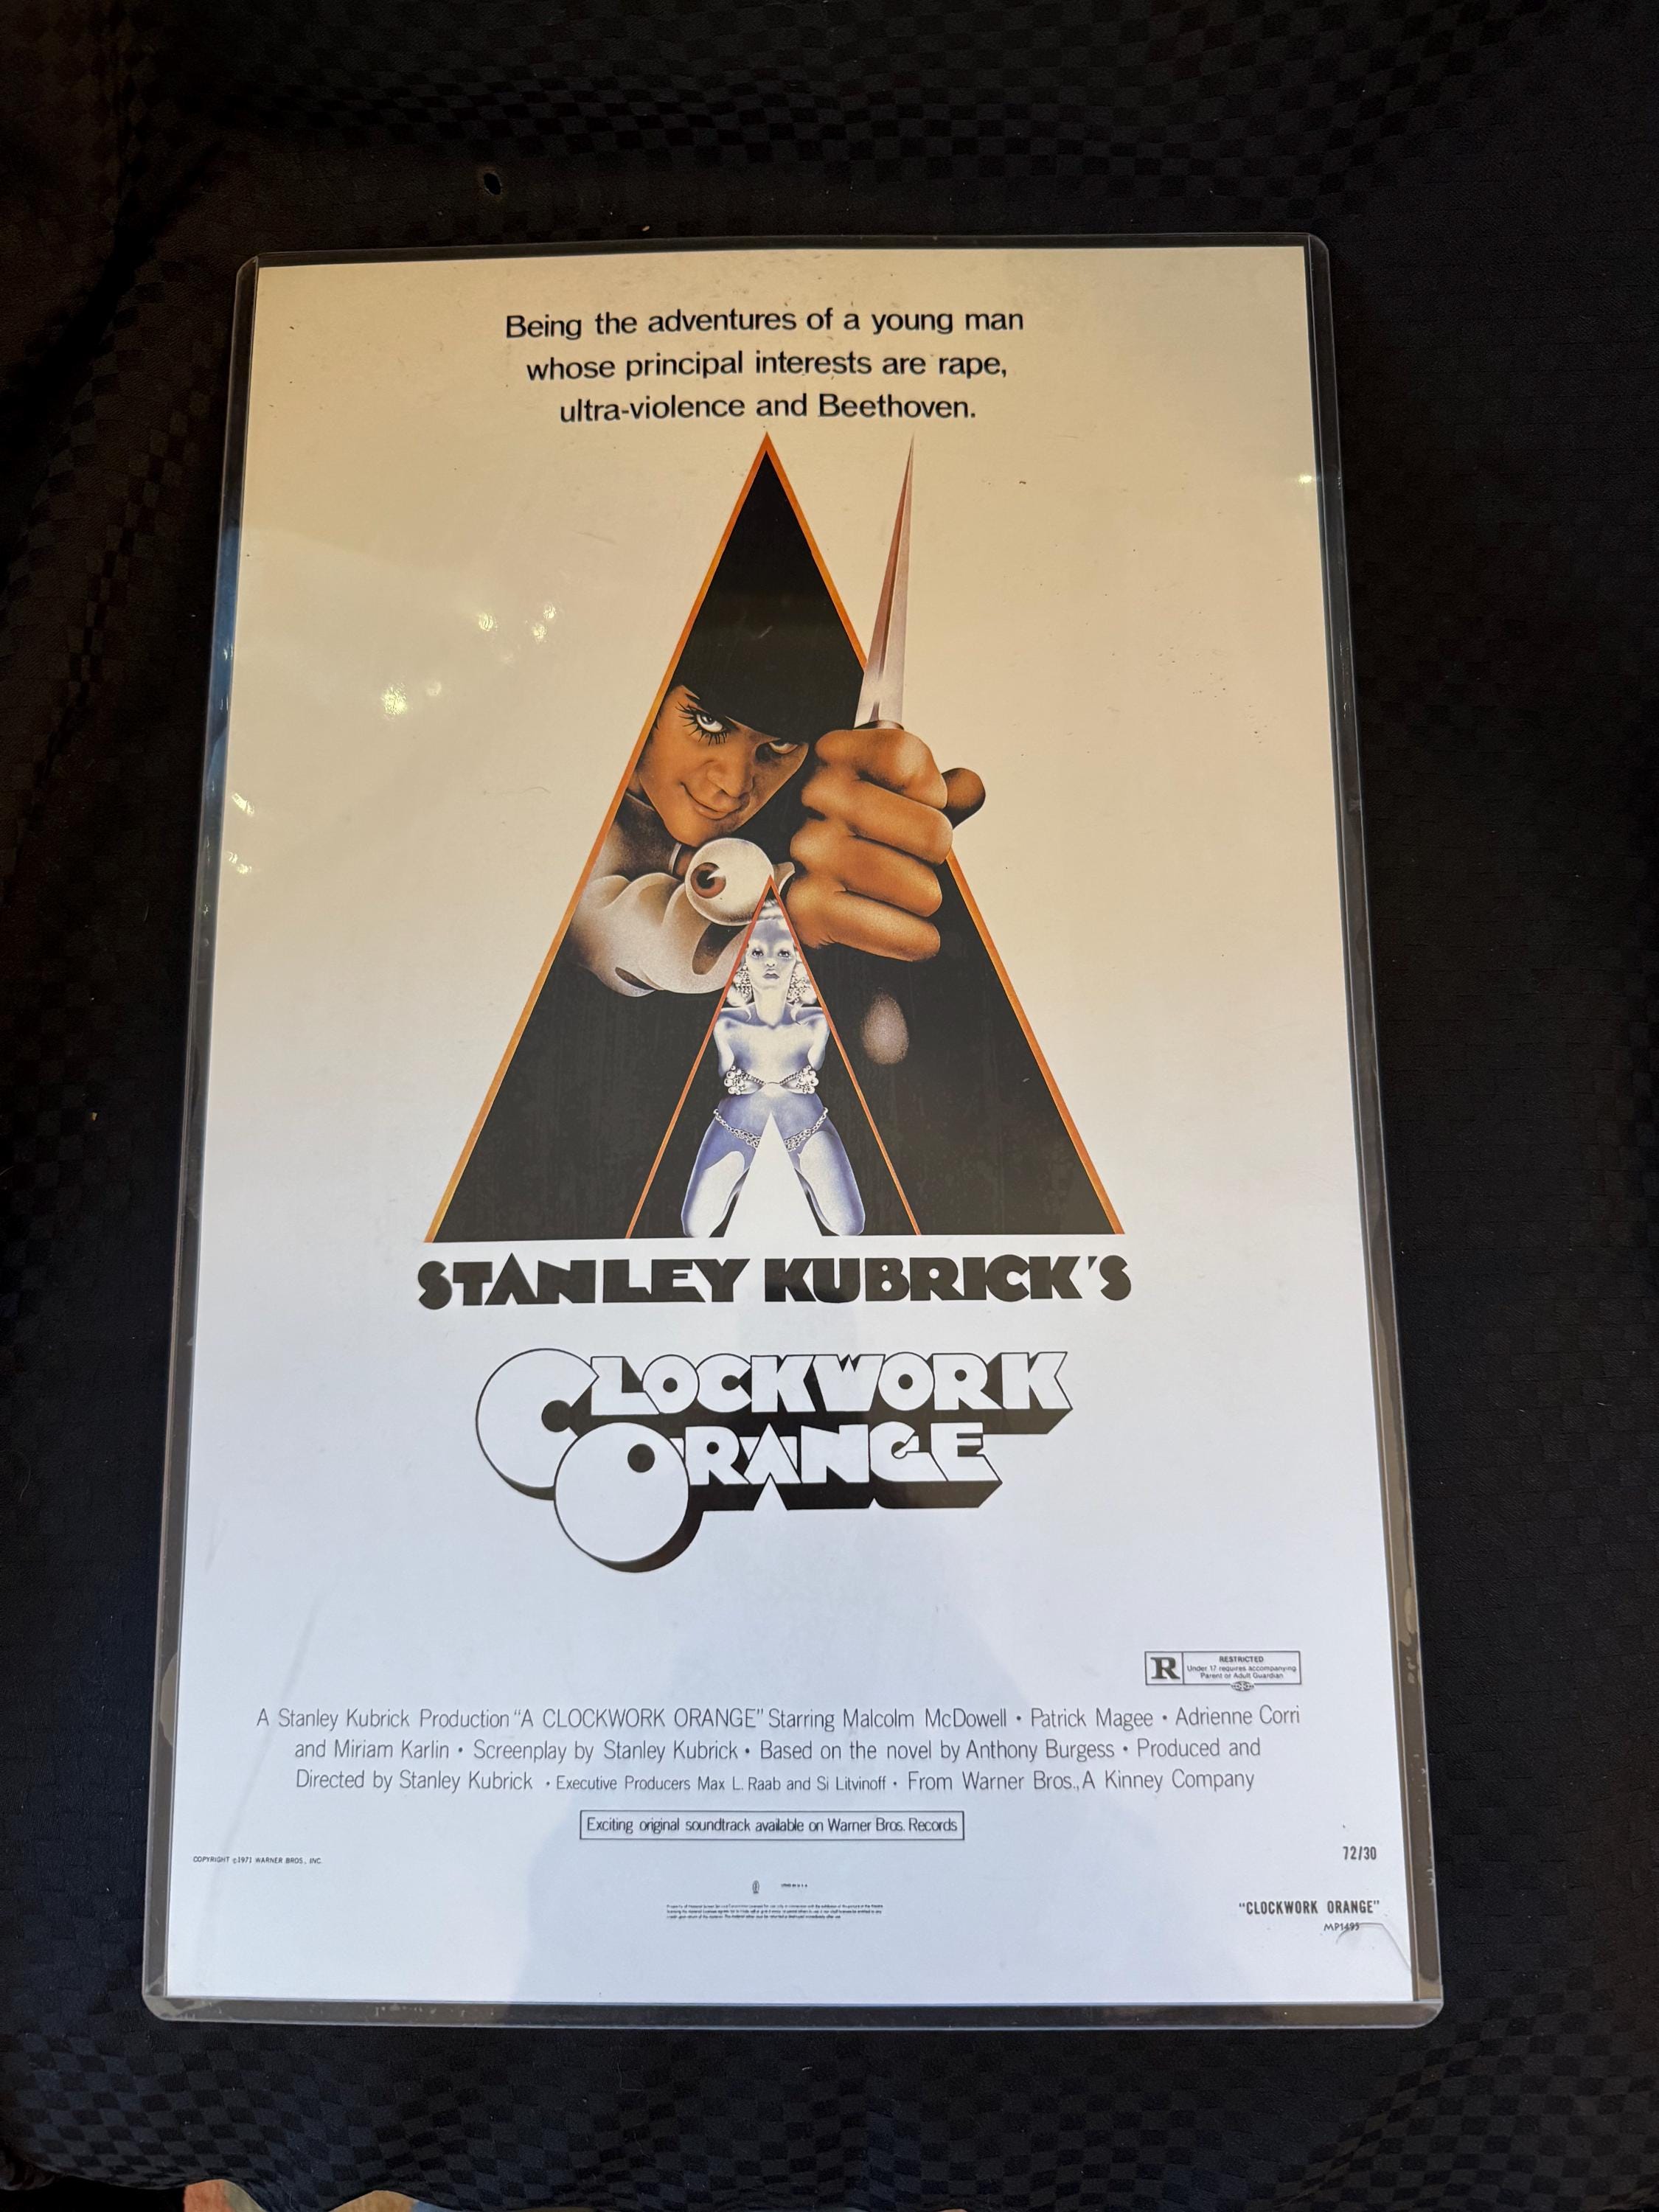 Being the adventures of a young man
whose principal interests are rape,
ultra-violence and Beethoven.
STANLEY KUBRICK'S
CLOCKWORK
ORANGE
R
RESTRICTED
Under 17 requires accompanying
Parent or Adult Guardian
A Stanley Kubrick Production "A CLOCKWORK ORANGE" Starring Malcolm McDowell • Patrick Magee • Adrienne Corri
and Miriam Karlin • Screenplay by Stanley Kubrick • Based on the novel by Anthony Burgess • Produced and
Directed by Stanley Kubrick • Executive Producers Max L. Raab and Si Litvinoff • From Warner Bros., A Kinney Company
Exciting original soundtrack available on Warner Bros. Records
COPYRIGHT ©1971 WARNER BROS., INC.
72/30
"CLOCKWORK ORANGE"
MP1495